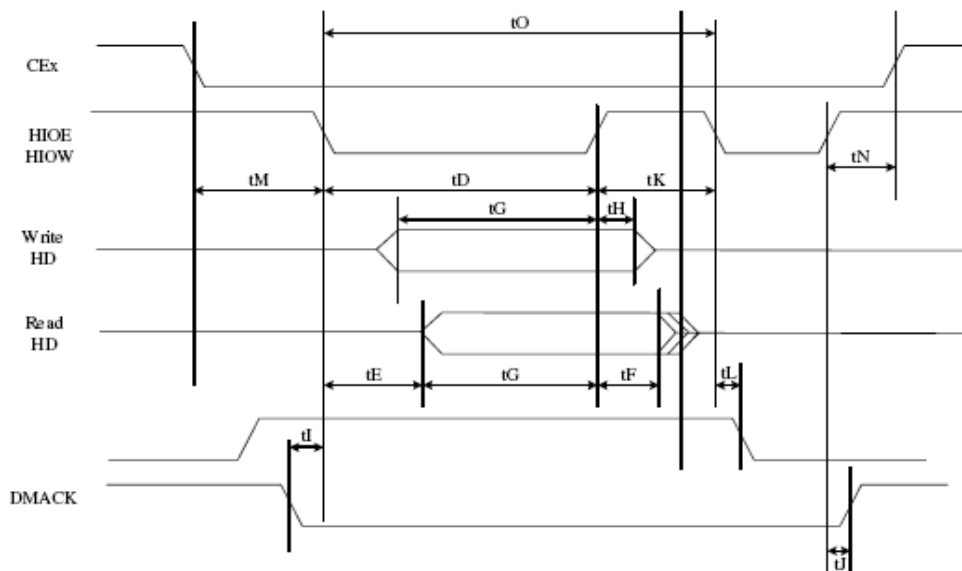 tO
CEx
HIOE
HIOW
tN
tM
tD
tK
tG
tH
Write
HD
Read
HD
tE
tG
tF
tL
tI
DMACK
tJ